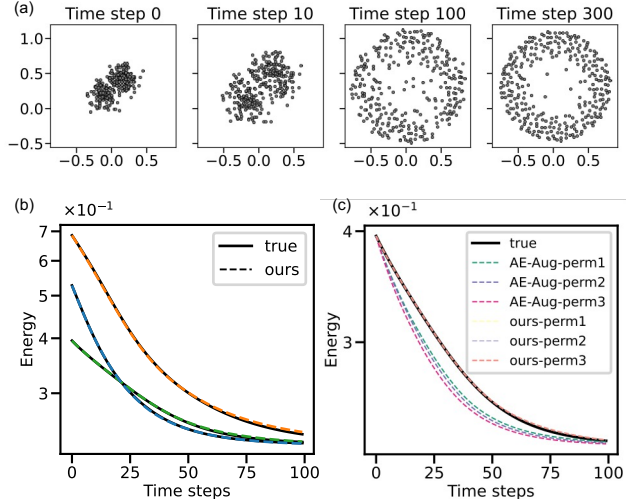 (a)
Time step 0
Time step 10
Time step 100
Time step 300
1.0
0.5
0.0
−0.5
−0.5 0.0 0.5
−0.5 0.0 0.5
−0.5 0.0 0.5
−0.5 0.0 0.5
(b)
×10⁻¹
7
6
5
4
3
Energy
true
ours
0 25 50 75 100
Time steps
(c)
×10⁻¹
4
3
Energy
true
AE-Aug-perm1
AE-Aug-perm2
AE-Aug-perm3
ours-perm1
ours-perm2
ours-perm3
0 25 50 75 100
Time steps